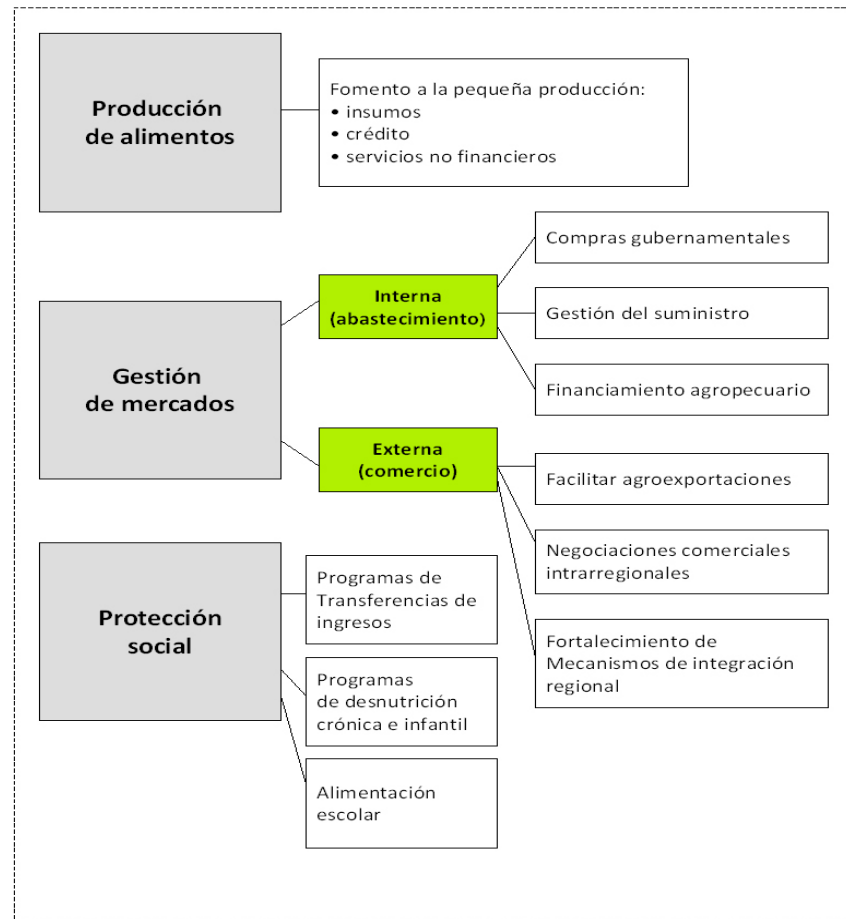 Producción
de alimentos
Fomento a la pequeña producción:
• insumos
• crédito
• servicios no financieros
Gestión
de mercados
Interna
(abastecimiento)
Compras gubernamentales
Gestión del suministro
Financiamiento agropecuario
Externa
(comercio)
Facilitar agroexportaciones
Negociaciones comerciales
intrarregionales
Fortalecimiento de
Mecanismos de integración
regional
Protección
social
Programas de
Transferencias de
ingresos
Programas
de desnutrición
crónica e infantil
Alimentación
escolar